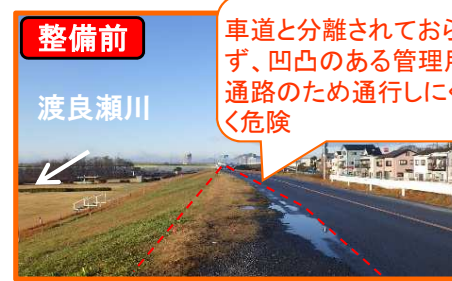 整備前
車道と分離されておら
ず、凹凸のある管理用
通路のため通行しにく
く危険
渡良瀬川